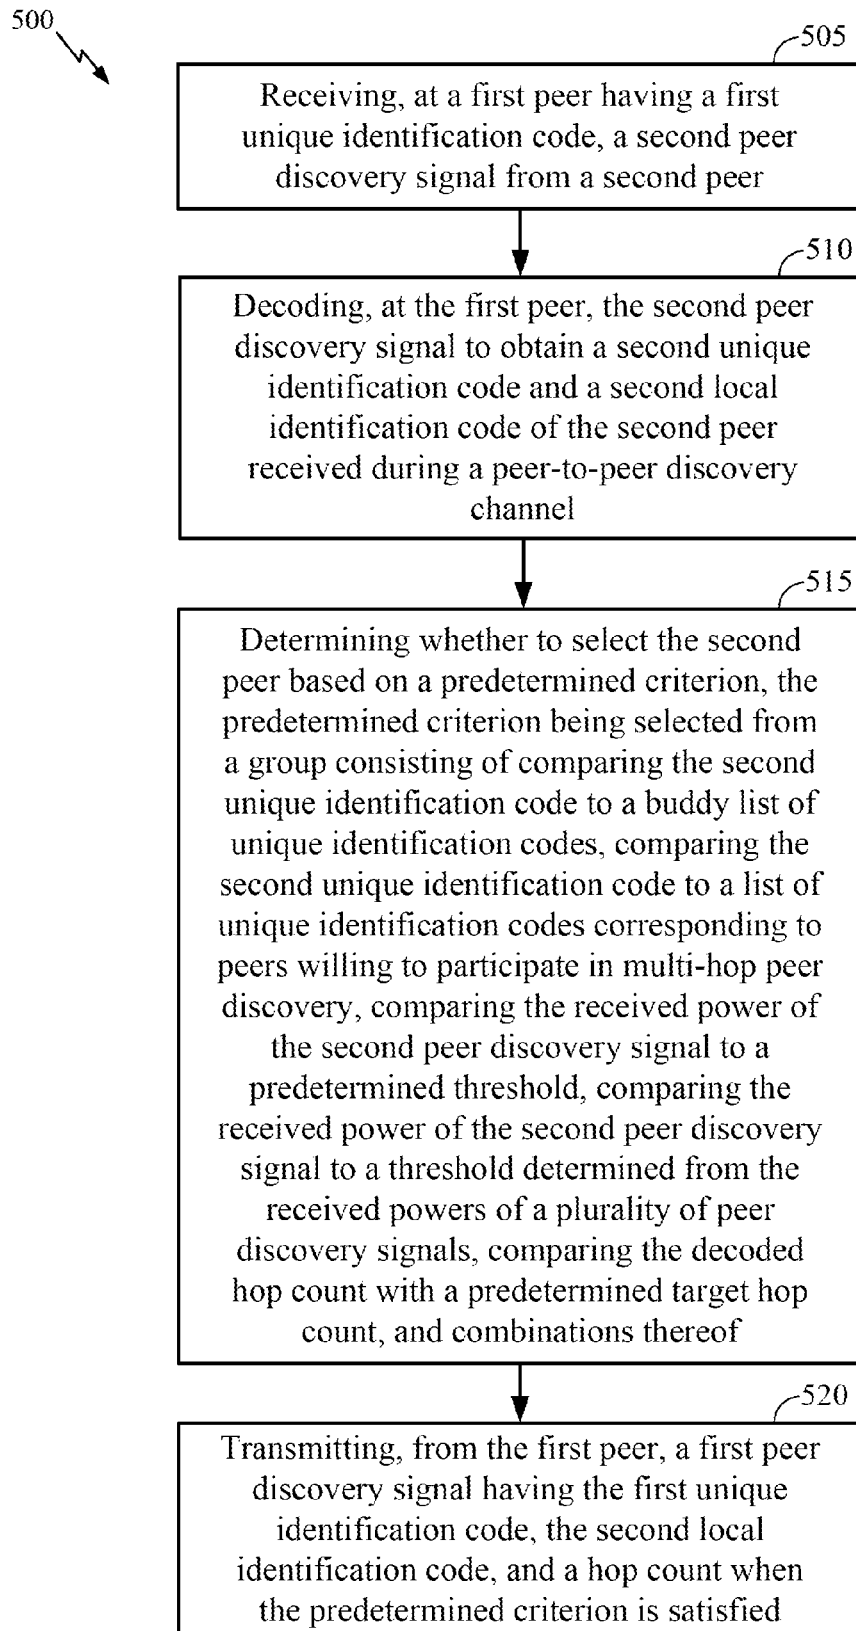 500
505
Receiving, at a first peer having a first
unique identification code, a second peer
discovery signal from a second peer
510
Decoding, at the first peer, the second peer
discovery signal to obtain a second unique
identification code and a second local
identification code of the second peer
received during a peer-to-peer discovery
channel
515
Determining whether to select the second
peer based on a predetermined criterion, the
predetermined criterion being selected from
a group consisting of comparing the second
unique identification code to a buddy list of
unique identification codes, comparing the
second unique identification code to a list of
unique identification codes corresponding to
peers willing to participate in multi-hop peer
discovery, comparing the received power of
the second peer discovery signal to a
predetermined threshold, comparing the
received power of the second peer discovery
signal to a threshold determined from the
received powers of a plurality of peer
discovery signals, comparing the decoded
hop count with a predetermined target hop
count, and combinations thereof
520
Transmitting, from the first peer, a first peer
discovery signal having the first unique
identification code, the second local
identification code, and a hop count when
the predetermined criterion is satisfied